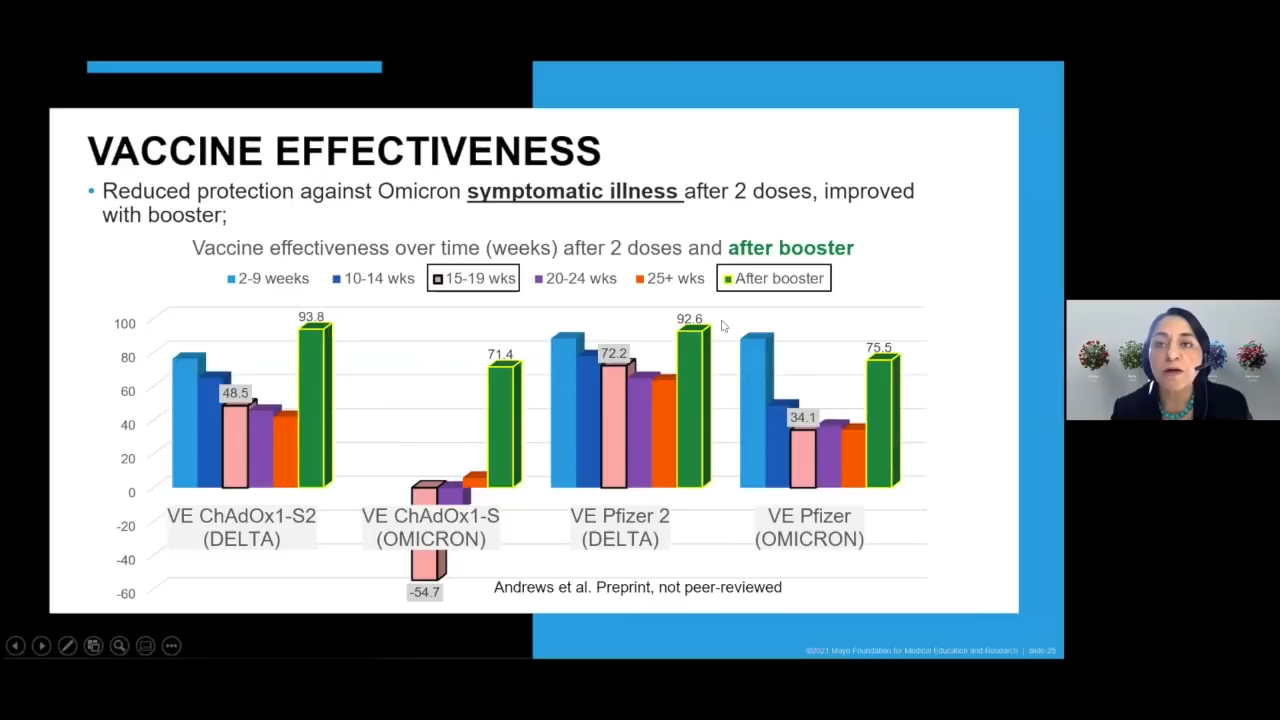 VACCINE EFFECTIVENESS
• Reduced protection against Omicron symptomatic illness after 2 doses, improved
with booster;
Vaccine effectiveness over time (weeks) after 2 doses and after booster
2-9 weeks 10-14 wks 15-19 wks 20-24 wks 25+ wks After booster
100
80
60
40
20
0
-20
-40
-60
48.5
93.8
71.4
-54.7
72.2
92.6
34.1
75.5
VE ChAdOx1-S2
(DELTA)
VE ChAdOx1-S
(OMICRON)
VE Pfizer 2
(DELTA)
VE Pfizer
(OMICRON)
Andrews et al. Preprint, not peer-reviewed
©2021 Mayo Foundation for Medical Education and Research | slide-25